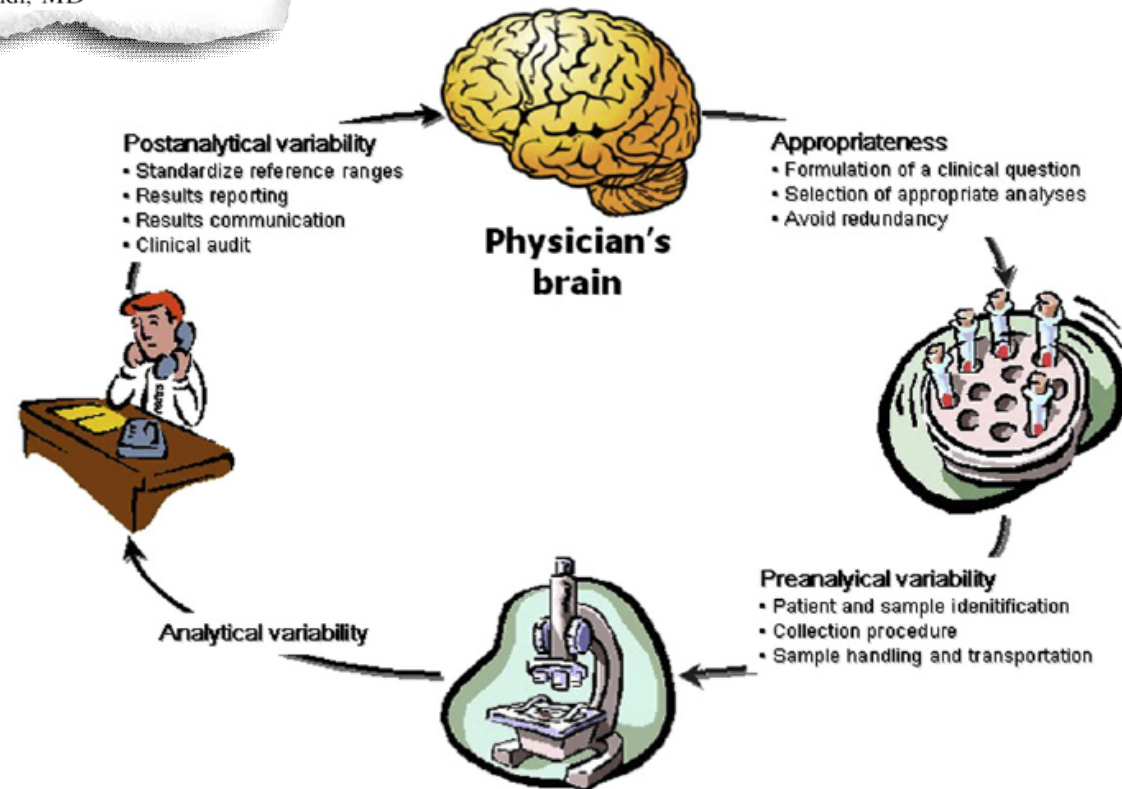 MD
Postanalytical variability
• Standardize reference ranges
• Results reporting
• Results communication
• Clinical audit
Physician's
brain
Appropriateness
• Formulation of a clinical question
• Selection of appropriate analyses
• Avoid redundancy
Preanalyical variability
• Patient and sample idenitification
• Collection procedure
• Sample handling and transportation
Analytical variability